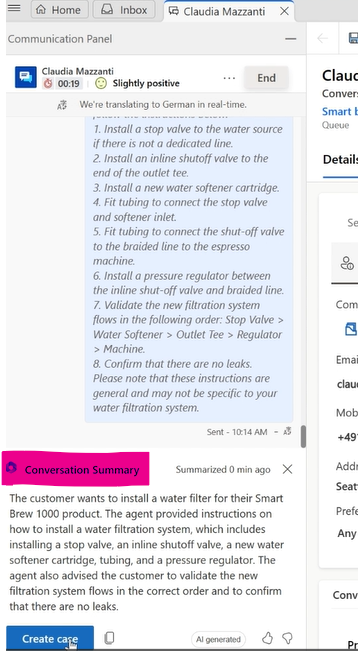 Home
Inbox
Claudia Mazzanti
Communication Panel
Claudia Mazzanti
00:19
Slightly positive
...
End
We're translating to German in real-time.
1. Install a stop valve to the water source
if there is not a dedicated line.
2. Install an inline shutoff valve to the
end of the outlet tee.
3. Install a new water softener cartridge.
4. Fit tubing to connect the stop valve
and softener inlet.
5. Fit tubing to connect the shut-off valve
to the braided line to the espresso
machine.
6. Install a pressure regulator between
the inline shut-off valve and braided line.
7. Validate the new filtration system
flows in the following order: Stop Valve >
Water Softener > Outlet Tee > Regulator
> Machine.
8. Confirm that there are no leaks.
Please note that these instructions are
general and may not be specific to your
water filtration system.
Sent - 10:14 AM -
Conversation Summary
Summarized 0 min ago
The customer wants to install a water filter for their Smart
Brew 1000 product. The agent provided instructions on
how to install a water filtration system, which includes
installing a stop valve, an inline shutoff valve, a new water
softener cartridge, tubing, and a pressure regulator. The
agent also advised the customer to validate the new
filtration system flows in the correct order and to confirm
that there are no leaks.
Create case
AI generated
Clauc
Convers
Smart b
Queue
Details
Se
Com
Emai
clauc
Mob
+491
Addr
Seat
Prefe
Any
Conv
Pr